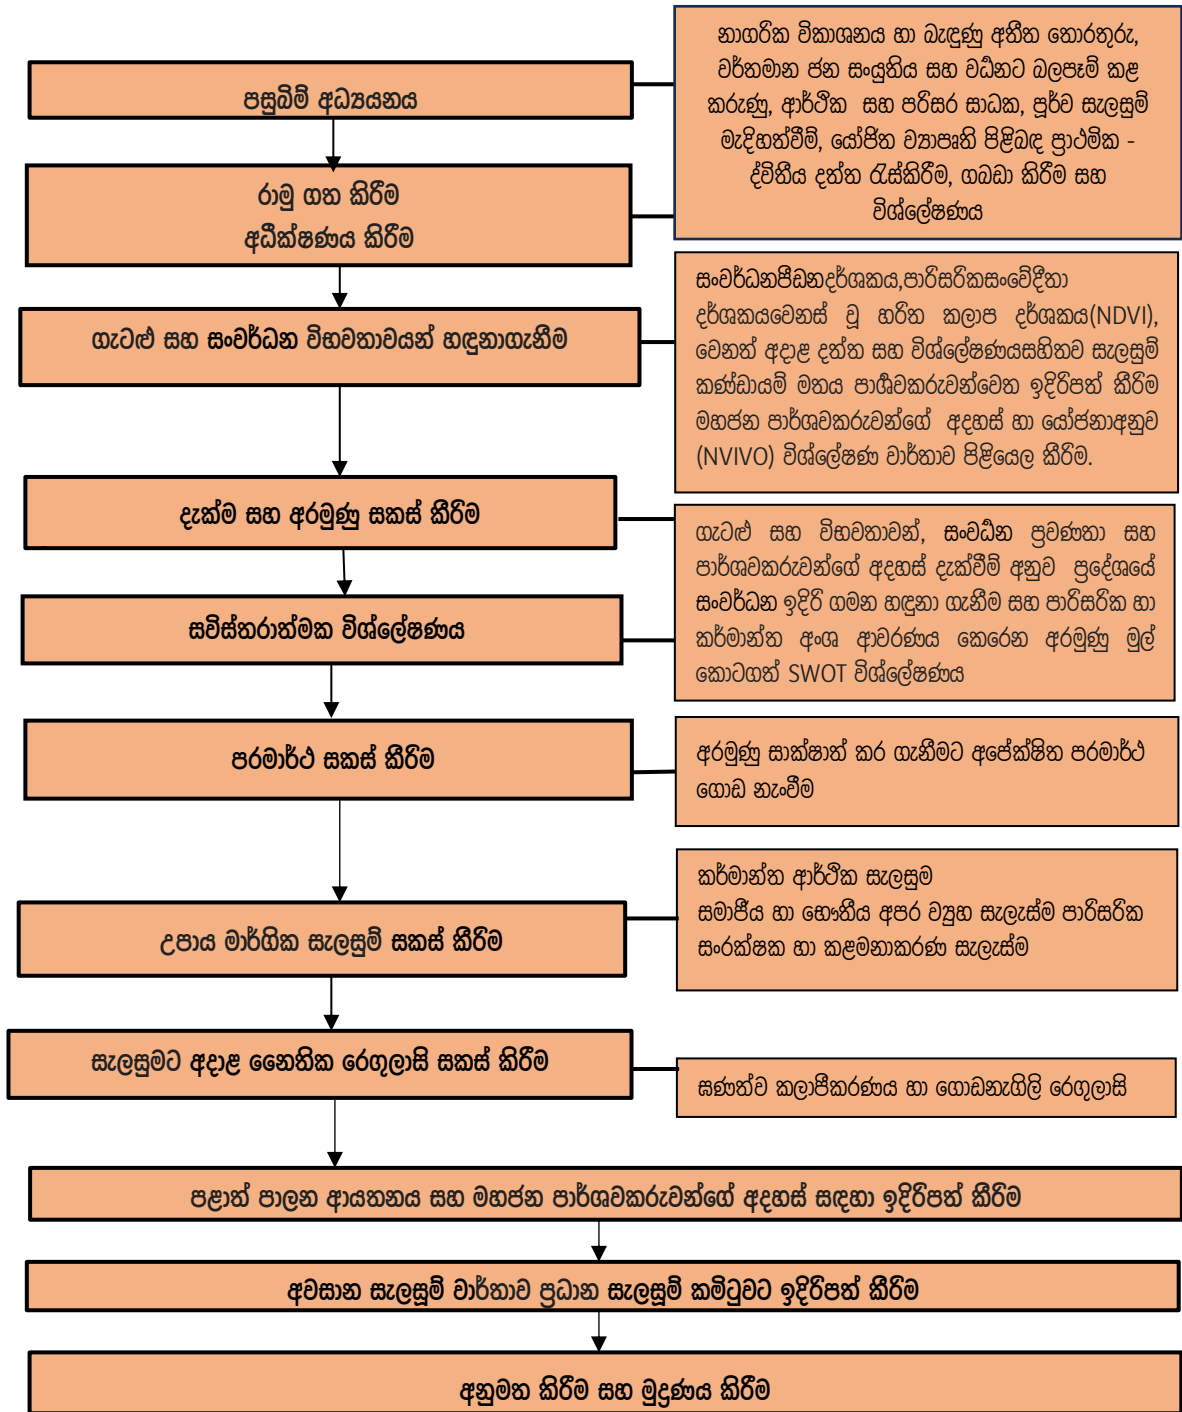 නාගරික විකාශනය හා බැඳුණු අතීත තොරතුරු,
වර්තමාන ජන සංයුතිය සහ වර්ධනට බලපෑම් කළ
කරුණු, ආර්ථික සහ පරිසර සාධක, පූර්ව සැලසුම්
මැදිහත්වීම්, යෝජිත ව්‍යාපෘති පිළිබඳ ප්‍රාථමික -
ද්විතීය දත්ත රැස්කිරීම, ගබඩා කිරීම සහ
විශ්ලේෂණය
පසුබිම් අධ්‍යයනය
රාමු ගත කිරීම
අධීක්ෂණය කිරීම
ගැටළු සහ සංවර්ධන විභවතාවයන් හඳුනාගැනීම
සංවර්ධනපීඩනදර්ශකය,පාරිසරිකසංවේදීතා
දර්ශකයවෙනස් වූ හරිත කලාප දර්ශකය(NDVI),
වෙනත් අදාළ දත්ත සහ විශ්ලේෂණයසහිතව සැලසුම්
කණ්ඩායම් මතය පාර්ශවකරුවන්වෙත ඉදිරිපත් කිරීම
මහජන පාර්ශවකරුවන්ගේ අදහස් හා යෝජනාඅනුව
(NVIVO) විශ්ලේෂණ වාර්තාව පිළියෙල කිරීම.
දැක්ම සහ අරමුණු සකස් කිරීම
ගැටළු සහ විභවතාවන්, සංවර්ධන ප්‍රවණතා සහ
පාර්ශවකරුවන්ගේ අදහස් දැක්වීම් අනුව ප්‍රදේශයේ
සංවර්ධන ඉදිරි ගමන හඳුනා ගැනීම සහ පාරිසරික හා
කර්මාන්ත අංශ ආවරණය කෙරෙන අරමුණු මුල්
කොටගත් SWOT විශ්ලේෂණය
සවිස්තරාත්මක විශ්ලේෂණය
පරමාර්ථ සකස් කිරීම
අරමුණු සාක්ෂාත් කර ගැනීමට අපේක්ෂිත පරමාර්ථ
ගොඩ නැංවීම
කර්මාන්ත ආර්ථික සැලසුම
සමාජීය හා භෞතීය අපර ව්‍යුහ සැලැස්ම පාරිසරික
සංරක්ෂක හා කළමනාකරණ සැලැස්ම
උපාය මාර්ගික සැලසුම් සකස් කිරීම
සැලසුමට අදාළ නෛතික රෙගුලාසි සකස් කිරීම
ඝණත්ව කලාපීකරණය හා ගොඩනැගිලි රෙගුලාසි
පළාත් පාලන ආයතනය සහ මහජන පාර්ශවකරුවන්ගේ අදහස් සඳහා ඉදිරිපත් කිරීම
අවසාන සැලසූම් වාර්තාව ප්‍රධාන සැලසුම් කමිටුවට ඉදිරිපත් කිරීම
අනුමත කිරීම සහ මුද්‍රණය කිරීම